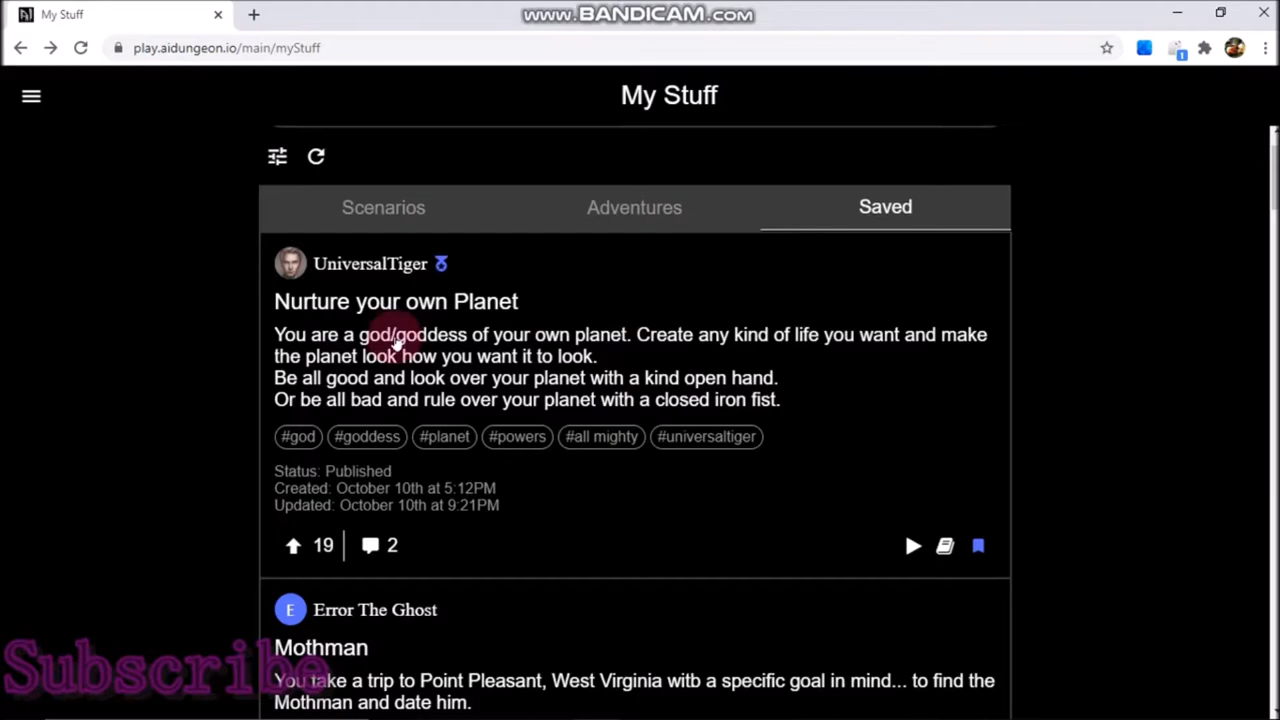 My Stuff
www.BANDICAM.com
play.aidungeon.io/main/myStuff
1
My Stuff
Scenarios
Adventures
Saved
UniversalTiger
Nurture your own Planet
You are a god/goddess of your own planet. Create any kind of life you want and make
the planet look how you want it to look.
Be all good and look over your planet with a kind open hand.
Or be all bad and rule over your planet with a closed iron fist.
#god #goddess #planet #powers #all mighty #universaltiger
Status: Published
Created: October 10th at 5:12PM
Updated: October 10th at 9:21PM
19 2
E Error The Ghost
Mothman
You take a trip to Point Pleasant, West Virginia witb a specific goal in mind... to find the
Mothman and date him.
Subscribe